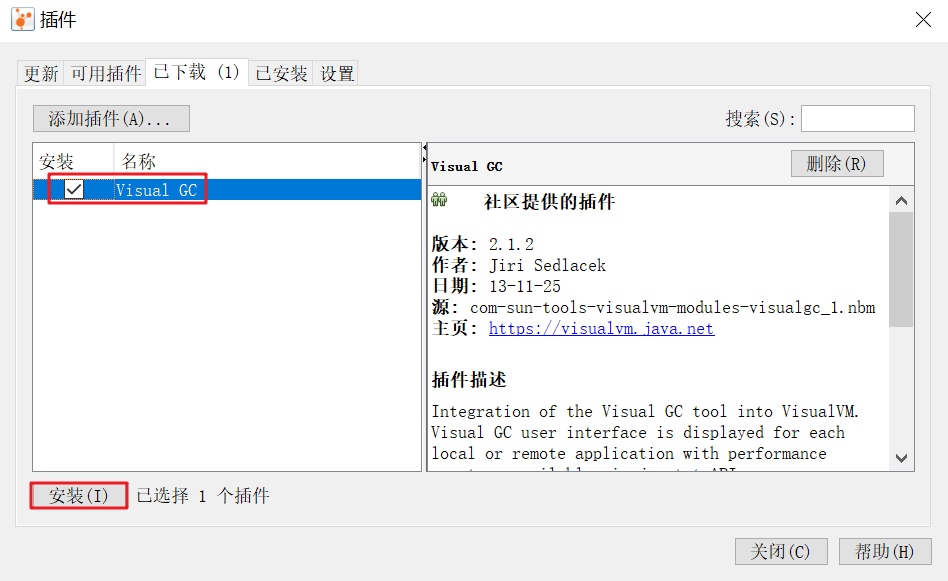 插件
更新 可用插件 已下载 (1) 已安装 设置
添加插件(A)... 搜索(S):
安装 名称
Visual GC
Visual GC 删除(R)
社区提供的插件
版本: 2.1.2
作者: Jiri Sedlacek
日期: 13-11-25
源: com-sun-tools-visualvm-modules-visualgc_1.nbm
主页: https://visualvm.java.net
插件描述
Integration of the Visual GC tool into VisualVM.
Visual GC user interface is displayed for each
local or remote application with performance
安装(I) 已选择 1 个插件
关闭(C) 帮助(H)